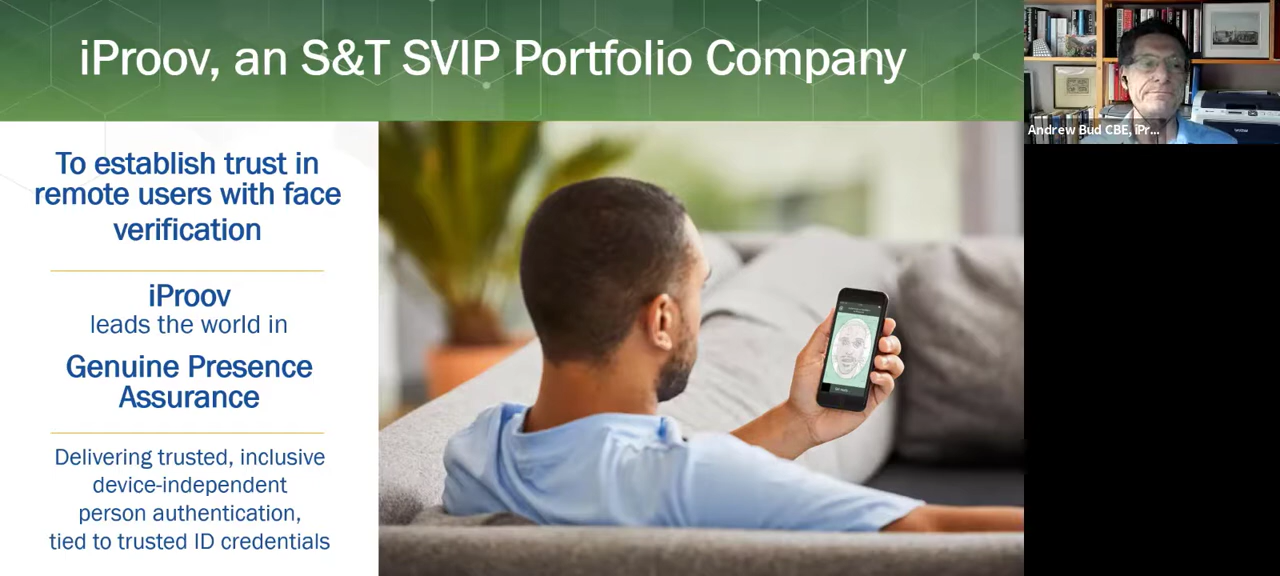 iProov, an S&T SVIP Portfolio Company
To establish trust in
remote users with face
verification
iProov
leads the world in
Genuine Presence
Assurance
Delivering trusted, inclusive
device-independent
person authentication,
tied to trusted ID credentials
Andrew Bud CBE, iPr...